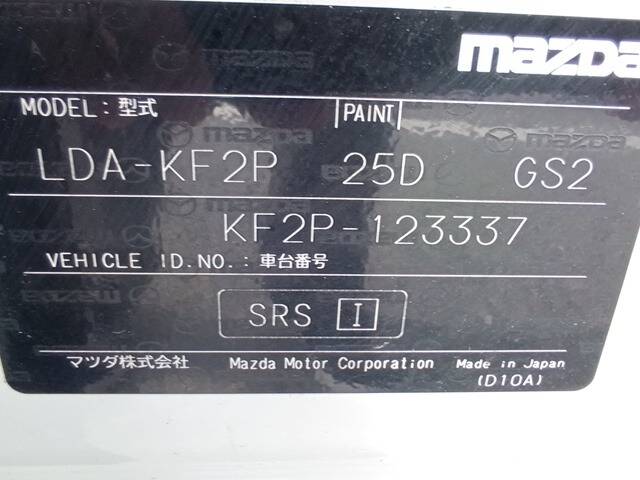 mazda
MODEL: 型式 PAINT
LDA-KF2P 25D GS2
KF2P-123337
VEHICLE ID.NO.: 車台番号
SRS I
マツダ株式会社 Mazda Motor Corporation Made in Japan
(D10A)